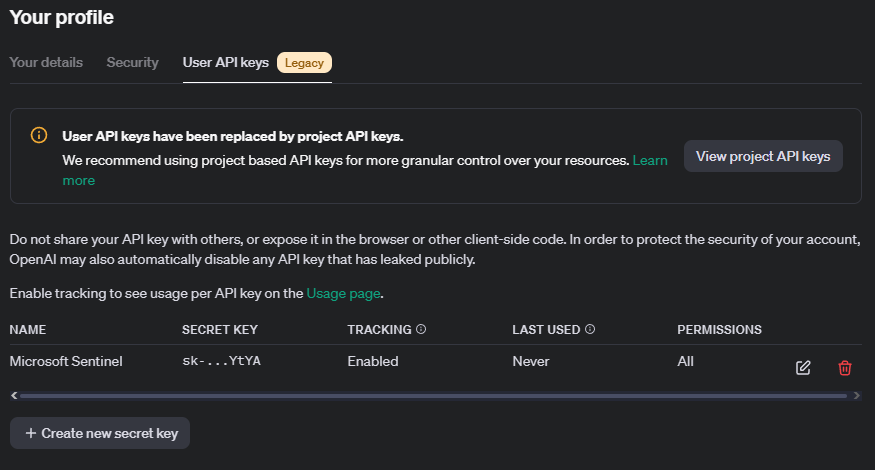 Your profile
Your details Security User API keys Legacy
User API keys have been replaced by project API keys.
We recommend using project based API keys for more granular control over your resources. Learn
more
View project API keys
Do not share your API key with others, or expose it in the browser or other client-side code. In order to protect the security of your account,
OpenAI may also automatically disable any API key that has leaked publicly.
Enable tracking to see usage per API key on the Usage page.
NAME SECRET KEY TRACKING LAST USED PERMISSIONS
Microsoft Sentinel sk-...YtYA Enabled Never All
+ Create new secret key